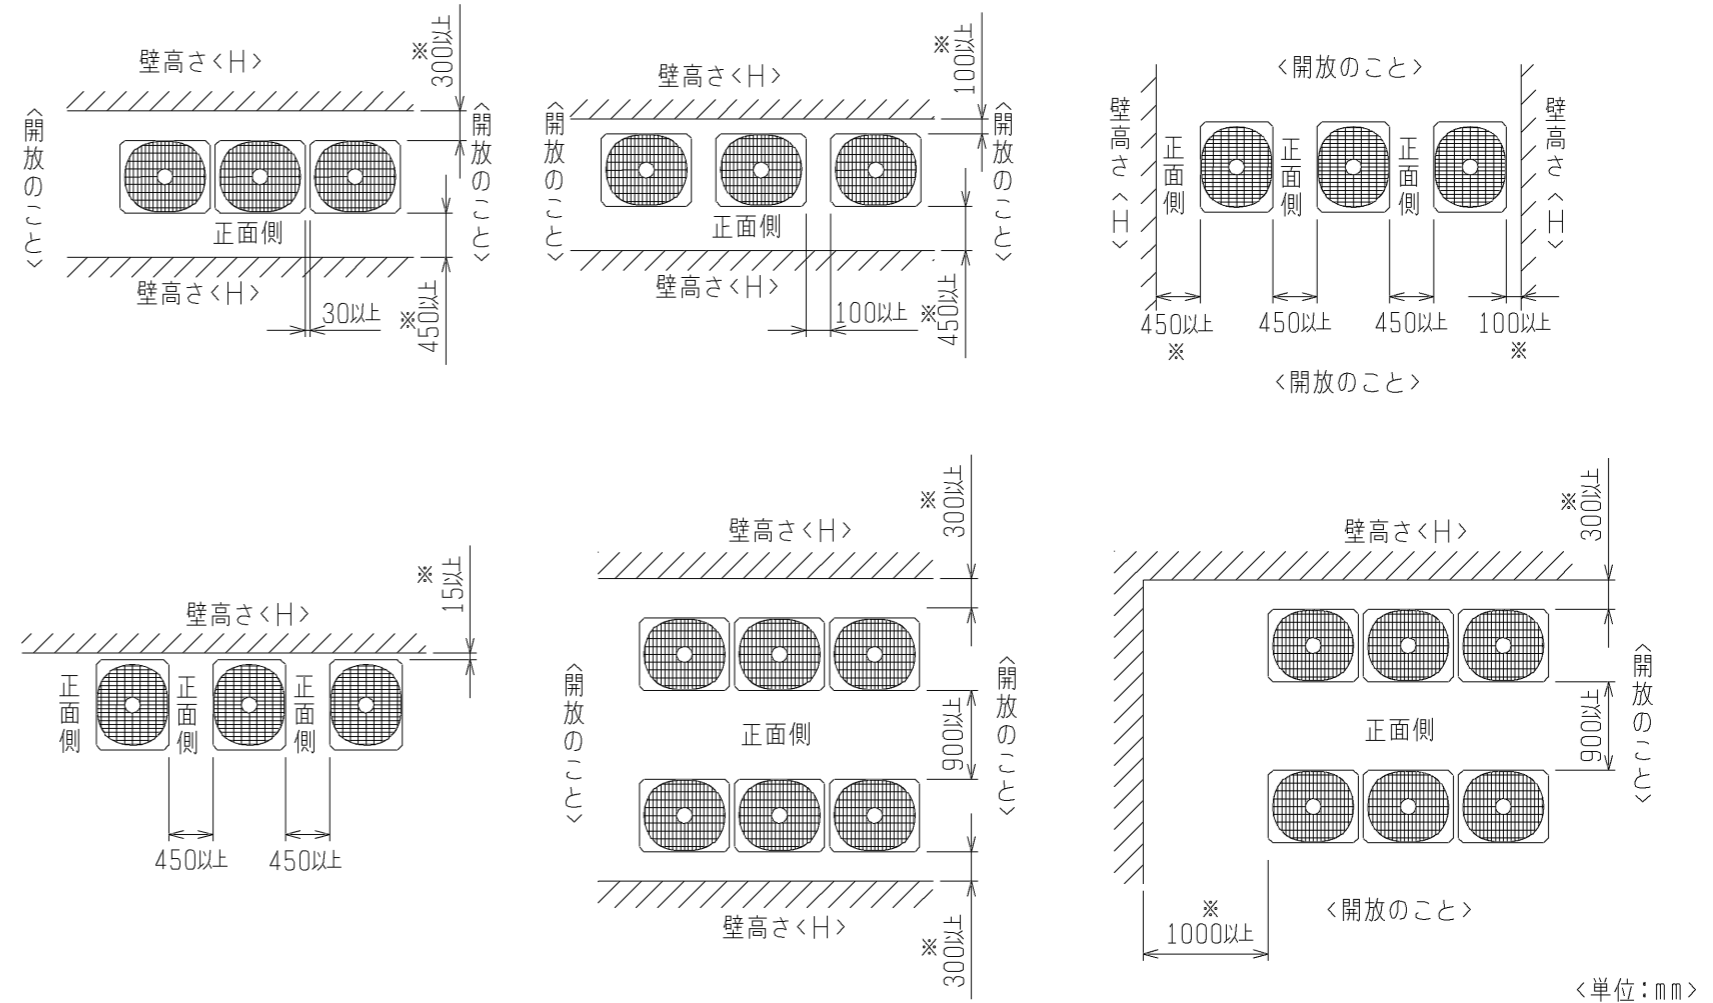 壁高さ<H>
※
300以上
<開放のこと>
<開放のこと>
正面側
壁高さ<H>
30以上
※
450以上
壁高さ<H>
※
100以上
<開放のこと>
<開放のこと>
正面側
壁高さ<H>
100以上
※
450以上
<開放のこと>
壁高さ<H>
正面側
正面側
正面側
壁高さ<H>
450以上
※
450以上
450以上
100以上
※
<開放のこと>
※
15以上
壁高さ<H>
正面側
正面側
正面側
450以上
450以上
※
300以上
壁高さ<H>
<開放のこと>
<開放のこと>
正面側
900以上
壁高さ<H>
※
300以上
※
300以上
壁高さ<H>
<開放のこと>
正面側
900以上
※
1000以上
<開放のこと>
<単位:mm>